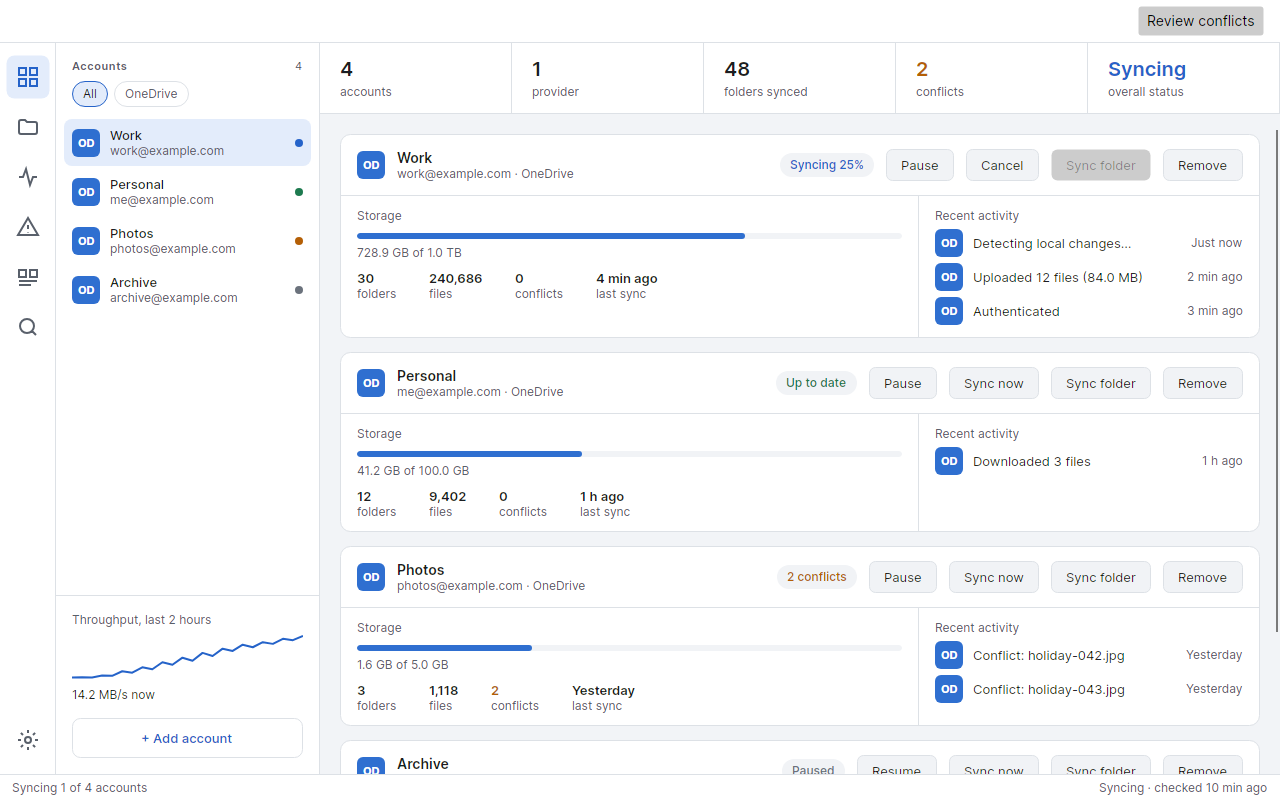 Review conflicts
Accounts 4
All OneDrive
OD Work
work@example.com
OD Personal
me@example.com
OD Photos
photos@example.com
OD Archive
archive@example.com
Throughput, last 2 hours
14.2 MB/s now
+ Add account
4 accounts
1 provider
48 folders synced
2 conflicts
Syncing overall status
OD Work
work@example.com · OneDrive
Syncing 25% Pause Cancel Sync folder Remove
Storage
728.9 GB of 1.0 TB
30 240,686 0 4 min ago
folders files conflicts last sync
Recent activity
OD Detecting local changes... Just now
OD Uploaded 12 files (84.0 MB) 2 min ago
OD Authenticated 3 min ago
OD Personal
me@example.com · OneDrive
Up to date Pause Sync now Sync folder Remove
Storage
41.2 GB of 100.0 GB
12 9,402 0 1 h ago
folders files conflicts last sync
Recent activity
OD Downloaded 3 files 1 h ago
OD Photos
photos@example.com · OneDrive
2 conflicts Pause Sync now Sync folder Remove
Storage
1.6 GB of 5.0 GB
3 1,118 2 Yesterday
folders files conflicts last sync
Recent activity
OD Conflict: holiday-042.jpg Yesterday
OD Conflict: holiday-043.jpg Yesterday
OD Archive
Paused Resume Sync now Sync folder Remove
Syncing 1 of 4 accounts
Syncing · checked 10 min ago